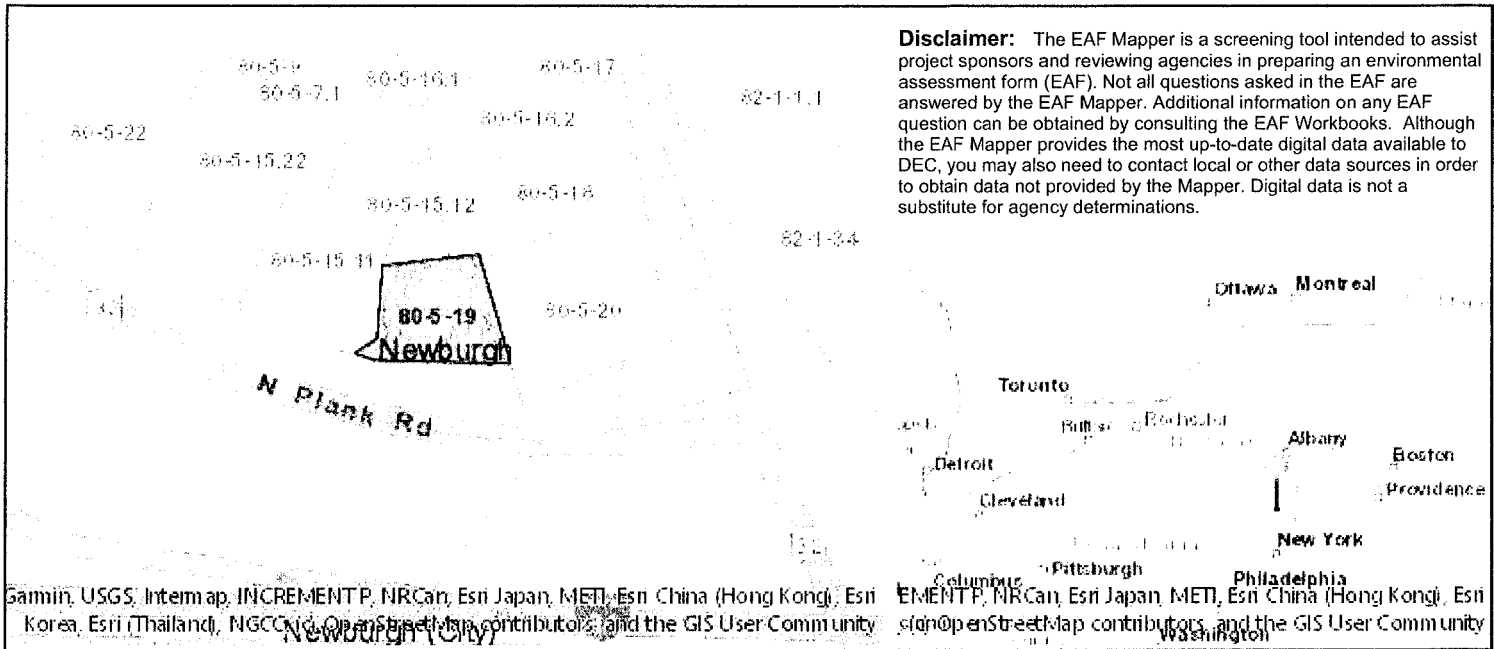 Disclaimer: The EAF Mapper is a screening tool intended to assist
project sponsors and reviewing agencies in preparing an environmental
assessment form (EAF). Not all questions asked in the EAF are
answered by the EAF Mapper. Additional information on any EAF
question can be obtained by consulting the EAF Workbooks. Although
the EAF Mapper provides the most up-to-date digital data available to
DEC, you may also need to contact local or other data sources in order
to obtain data not provided by the Mapper. Digital data is not a
substitute for agency determinations.
80-5-9
80-5-7.1
80-5-16.1
80-5-17
82-1-1.1
80-5-22
80-5-16.2
80-5-15.22
80-5-15.12
80-5-18
82-1-34
80-5-15.11
80-5-19
80-5-20
Newburgh
N Plank Rd
32
Newburgh (City)
Garmin, USGS, Intermap, INCREMENT P, NRCan, Esri Japan, METI, Esri China (Hong Kong), Esri
Korea, Esri (Thailand), NGCC, (c) OpenStreetMap contributors, and the GIS User Community
Ottawa
Montreal
Toronto
Rochester
Albany
Boston
Detroit
Providence
Cleveland
New York
Pittsburgh
Columbus
Philadelphia
EMENT P, NRCan, Esri Japan, METI, Esri China (Hong Kong), Esri
OpenStreetMap contributors, and the GIS User Community
Washington